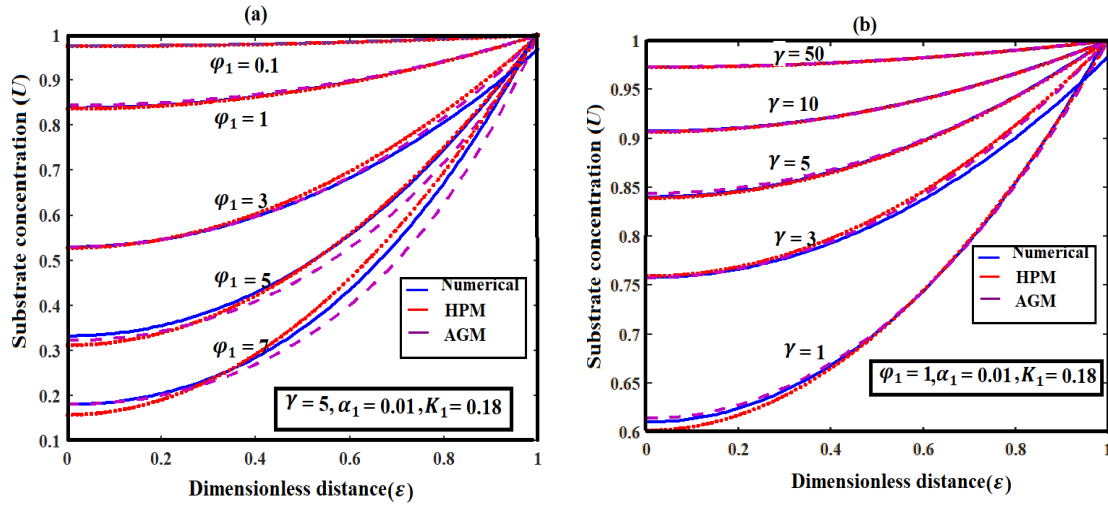 (a)
Substrate concentration (U)
1
0.9
0.8
0.7
0.6
0.5
0.4
0.3
0.2
0.1
φ₁ = 0.1
φ₁ = 1
φ₁ = 3
φ₁ = 5
φ₁ = 7
Numerical
HPM
AGM
γ = 5, α₁ = 0.01, K₁ = 0.18
0 0.2 0.4 0.6 0.8 1
Dimensionless distance(ε)
(b)
Substrate concentration (U)
1
0.95
0.9
0.85
0.8
0.75
0.7
0.65
0.6
γ = 50
γ = 10
γ = 5
γ = 3
γ = 1
Numerical
HPM
AGM
φ₁ = 1, α₁ = 0.01, K₁ = 0.18
0 0.2 0.4 0.6 0.8 1
Dimensionless distance(ε)